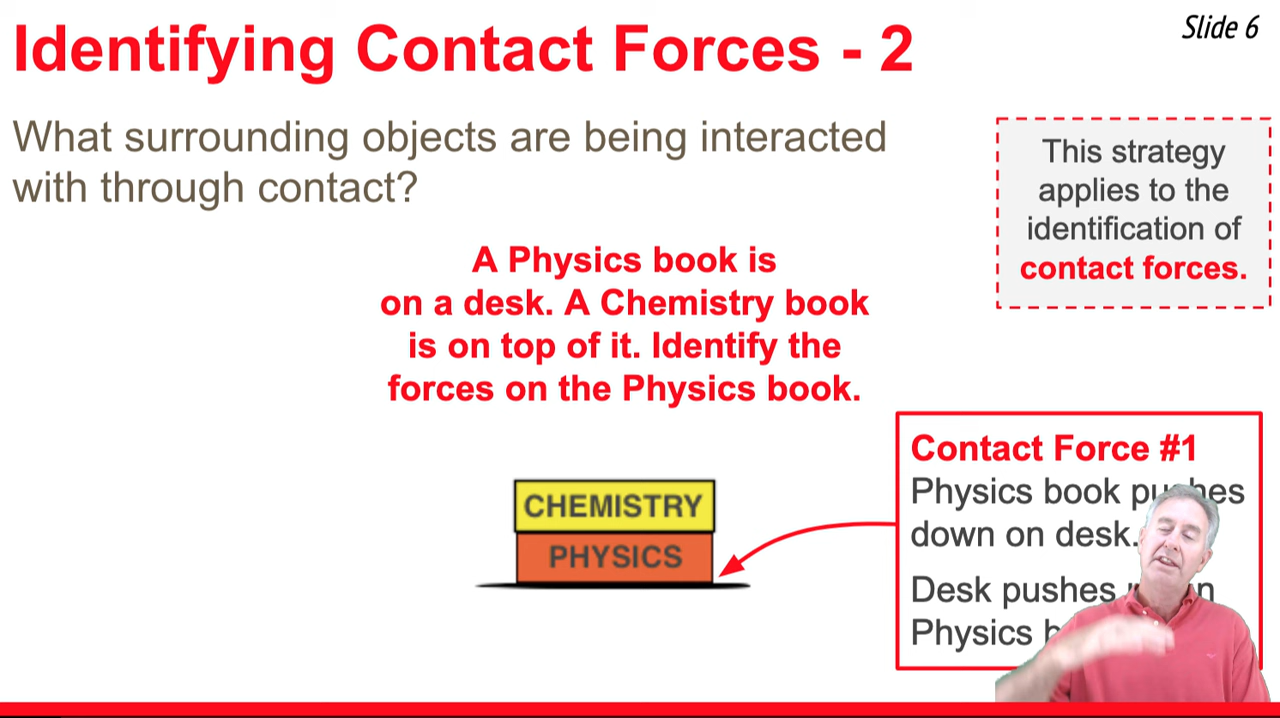 Identifying Contact Forces - 2
Slide 6
What surrounding objects are being interacted
with through contact?
This strategy
applies to the
identification of
contact forces.
A Physics book is
on a desk. A Chemistry book
is on top of it. Identify the
forces on the Physics book.
CHEMISTRY
PHYSICS
Contact Force #1
Physics book pushes
down on desk.
Desk pushes
Physics